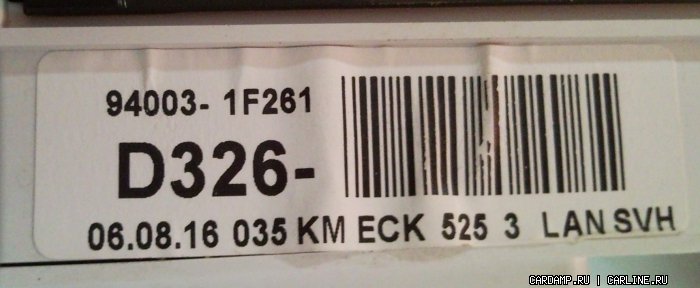 94003- 1F261
D326-
06.08.16 035 KM ECK 525 3 LAN SVH
CARDAMP.RU | CARLINE.RU